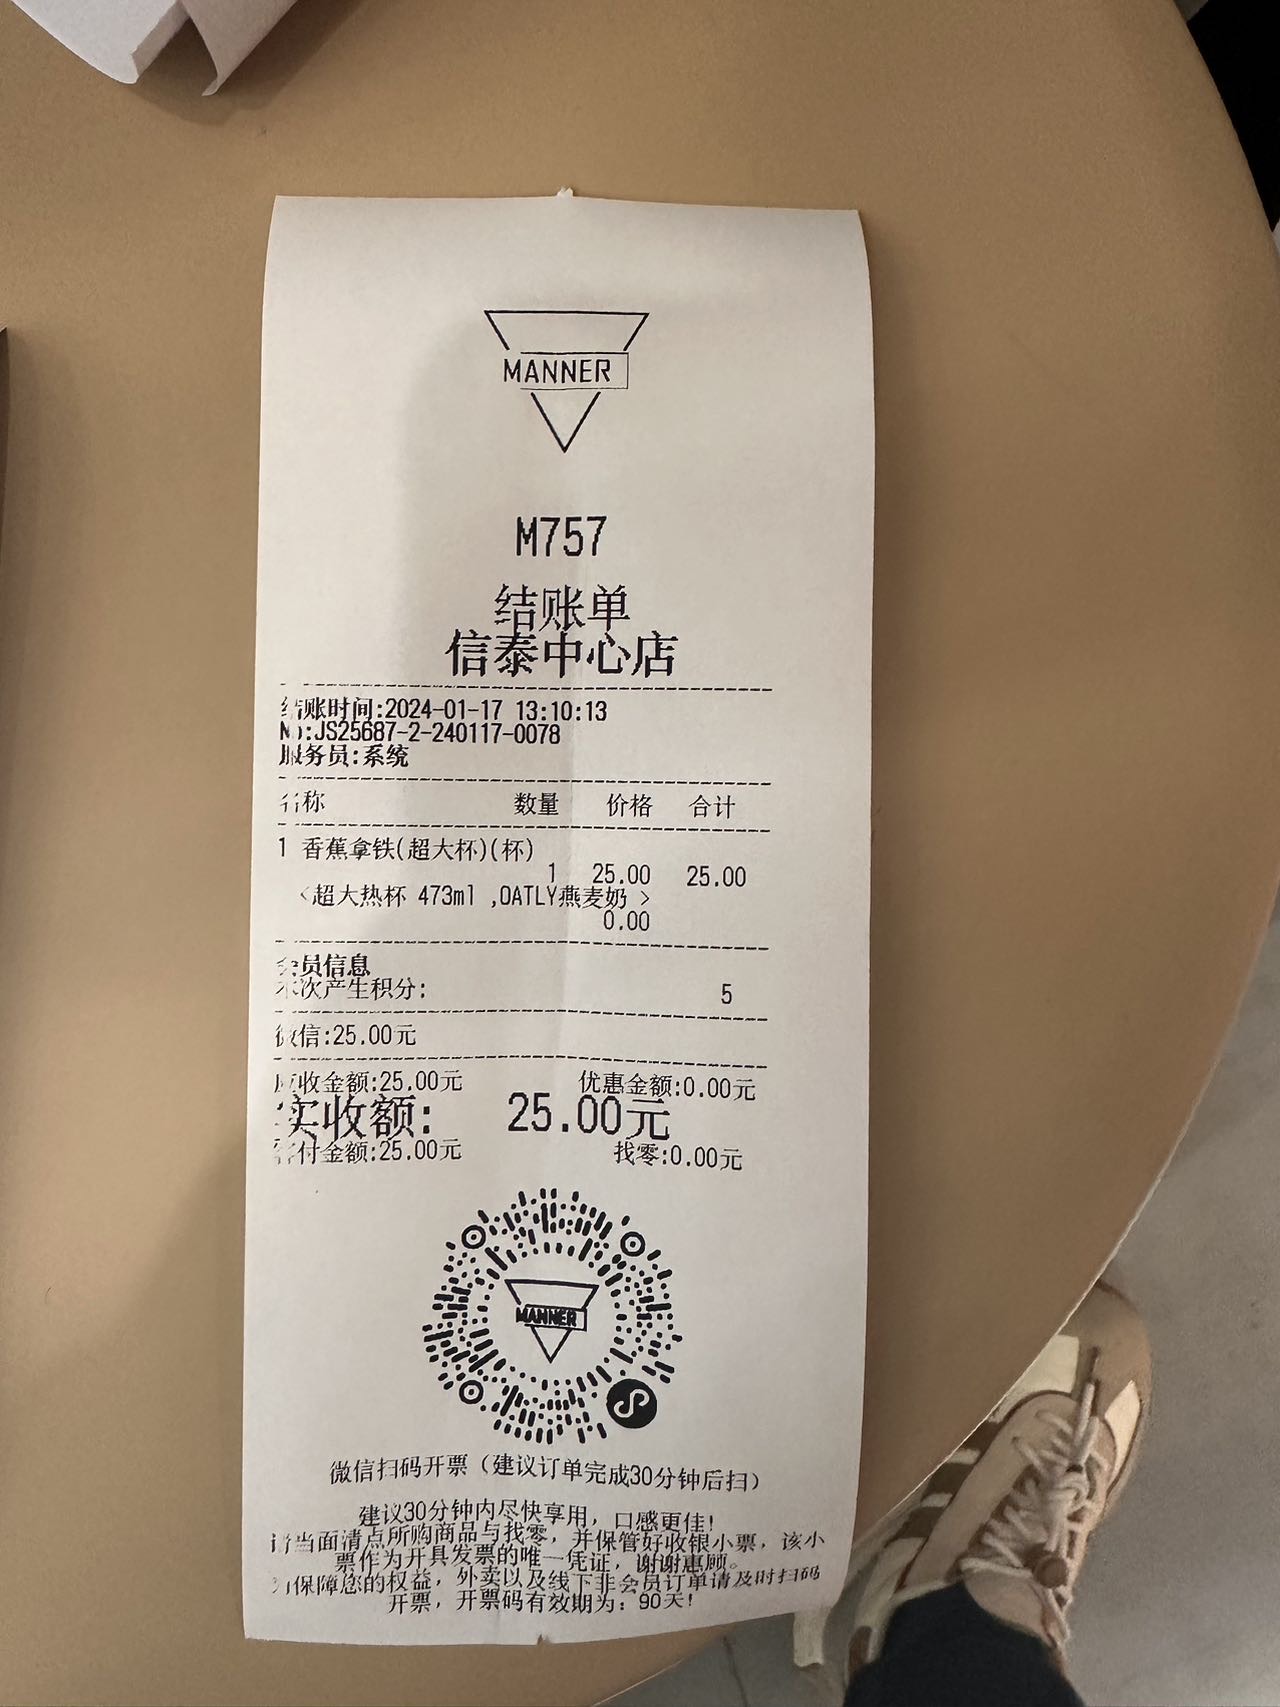 MANNER
M757
结账单
信泰中心店
结账时间:2024-01-17 13:10:13
No:JS25687-2-240117-0078
服务员:系统
名称 数量 价格 合计
1 香蕉拿铁(超大杯)(杯)
1 25.00 25.00
<超大热杯 473ml ,OATLY燕麦奶 >
0.00
会员信息
本次产生积分: 5
微信:25.00元
应收金额:25.00元 优惠金额:0.00元
实收额: 25.00元
客付金额:25.00元 找零:0.00元
MANNER
微信扫码开票（建议订单完成30分钟后扫）
建议30分钟内尽快享用，口感更佳!
请当面清点所购商品与找零，并保管好收银小票，该小
票作为开具发票的唯一凭证，谢谢惠顾。
为保障您的权益，外卖以及线下非会员订单请及时扫码
开票，开票码有效期为：90天!